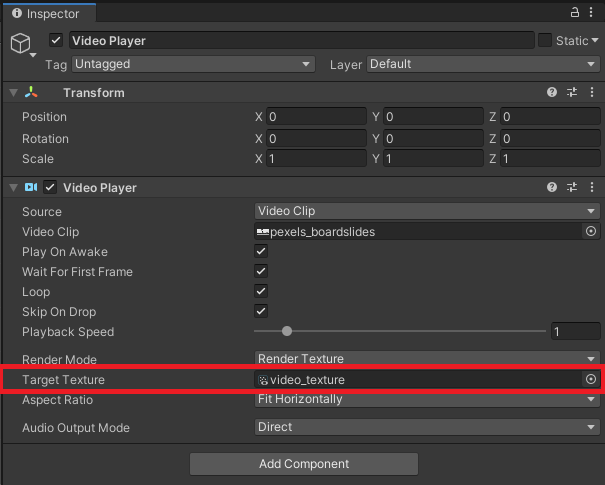 Inspector
Video Player
Static
Tag Untagged Layer Default
Transform
Position X 0 Y 0 Z 0
Rotation X 0 Y 0 Z 0
Scale X 1 Y 1 Z 1
Video Player
Source Video Clip
Video Clip pexels_boardslides
Play On Awake
Wait For First Frame
Loop
Skip On Drop
Playback Speed 1
Render Mode Render Texture
Target Texture video_texture
Aspect Ratio Fit Horizontally
Audio Output Mode Direct
Add Component